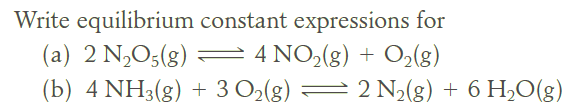 Write equilibrium constant expressions for
(a) 2 N₂O₅(g) ⇌ 4 NO₂(g) + O₂(g)
(b) 4 NH₃(g) + 3 O₂(g) ⇌ 2 N₂(g) + 6 H₂O(g)